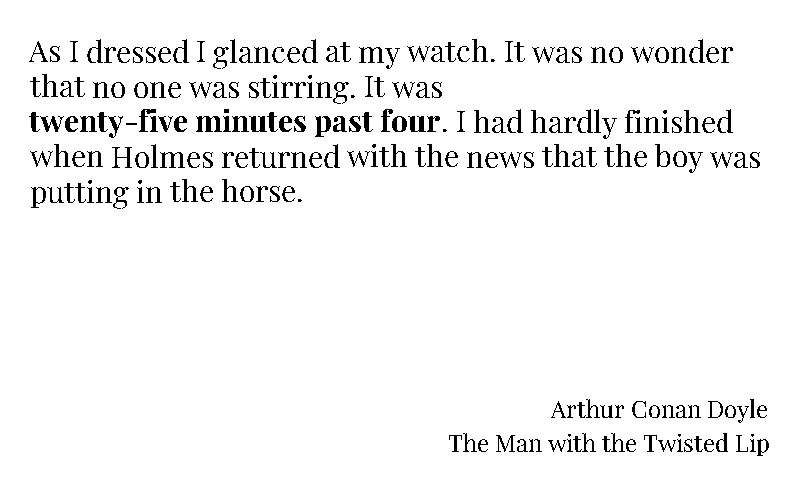 As I dressed I glanced at my watch. It was no wonder
that no one was stirring. It was
twenty-five minutes past four. I had hardly finished
when Holmes returned with the news that the boy was
putting in the horse.
Arthur Conan Doyle
The Man with the Twisted Lip